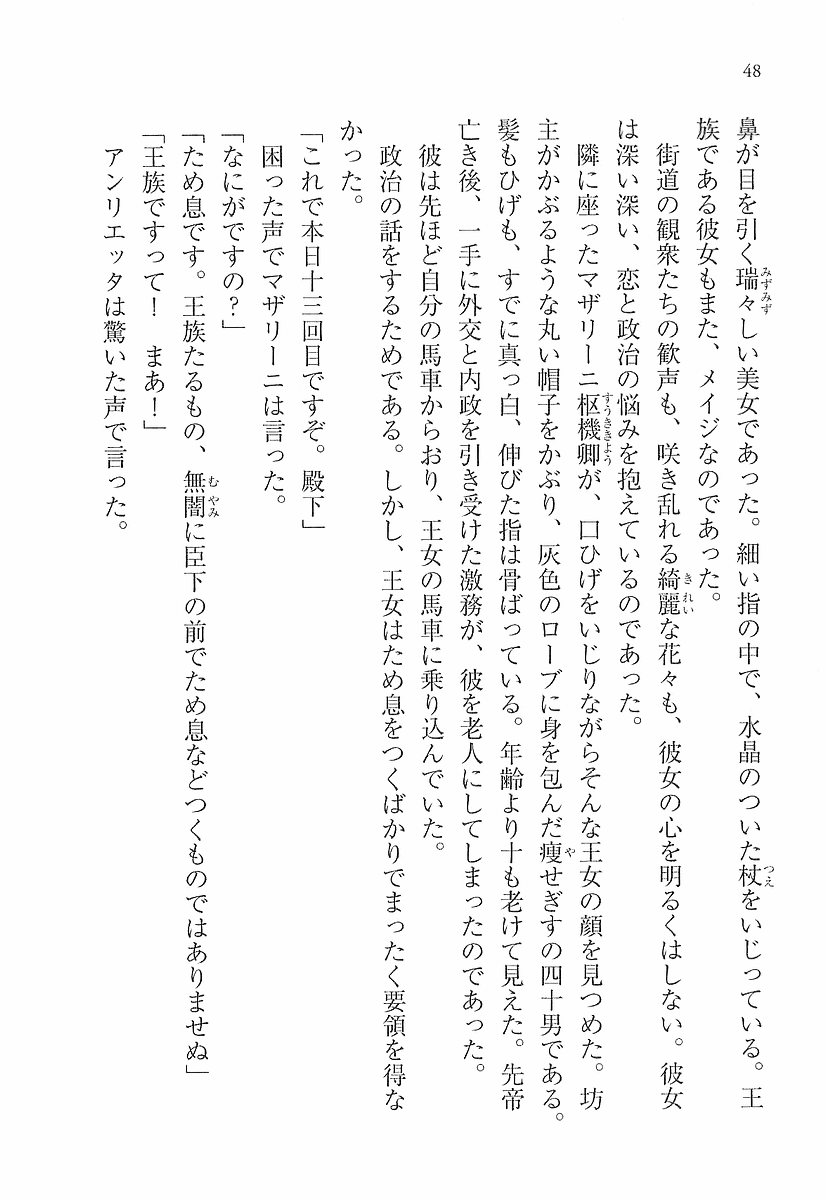 48
鼻が目を引く瑞々しい美女であった。細い指の中で、水晶のついた杖をいじっている。王
族である彼女もまた、メイジなのであった。
街道の観衆たちの歓声も、咲き乱れる綺麗な花々も、彼女の心を明るくはしない。彼女
は深い深い、恋と政治の悩みを抱えているのであった。
隣に座ったマザリーニ枢機卿が、口ひげをいじりながらそんな王女の顔を見つめた。坊
主がかぶるような丸い帽子をかぶり、灰色のローブに身を包んだ痩せぎすの四十男である。
髪もひげも、すでに真っ白、伸びた指は骨ばっている。年齢より十も老けて見えた。先帝
亡き後、一手に外交と内政を引き受けた激務が、彼を老人にしてしまったのであった。
彼は先ほど自分の馬車からおり、王女の馬車に乗り込んでいた。
政治の話をするためである。しかし、王女はため息をつくばかりでまったく要領を得な
かった。
「これで本日十三回目ですぞ。殿下」
困った声でマザリーニは言った。
「なにがですの?」
「ため息です。王族たるもの、無闇に臣下の前でため息などつくものではありませぬ」
「王族ですって!　まあ!」
アンリエッタは驚いた声で言った。